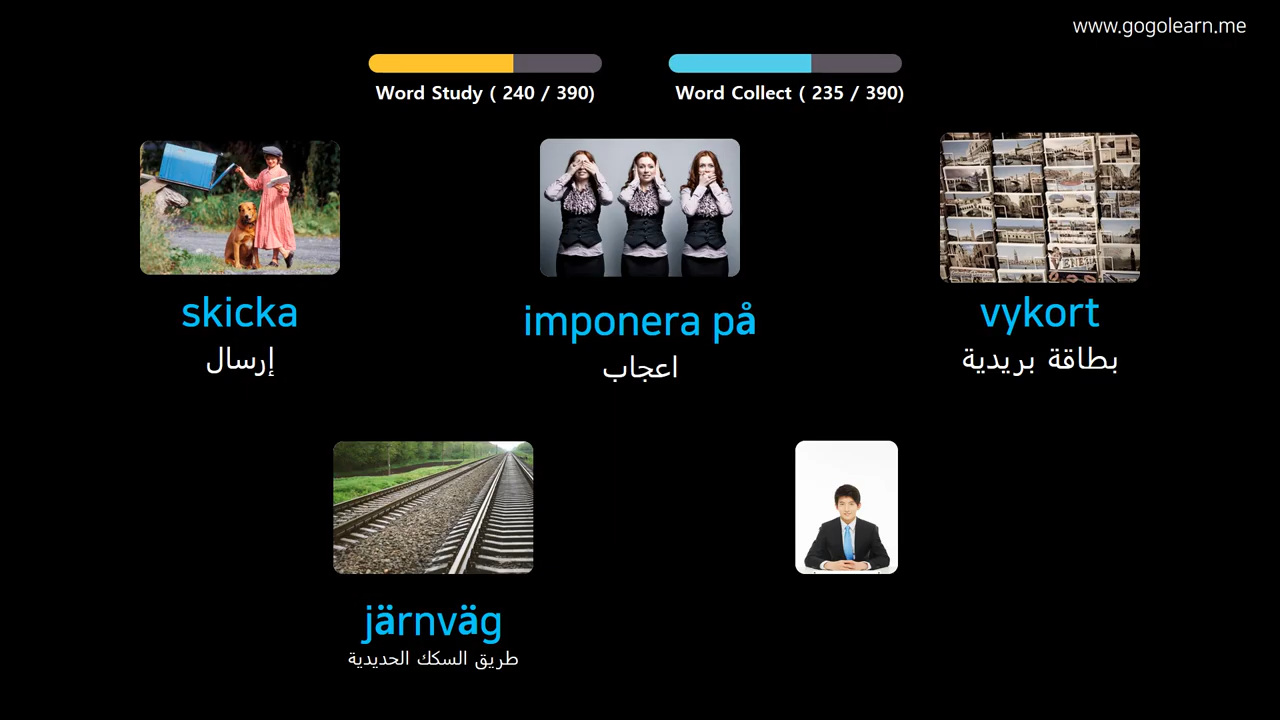 www.gogolearn.me
Word Study ( 240 / 390)
Word Collect ( 235 / 390)
skicka
إرسال
imponera på
اعجاب
vykort
بطاقة بريدية
järnväg
طريق السكك الحديدية